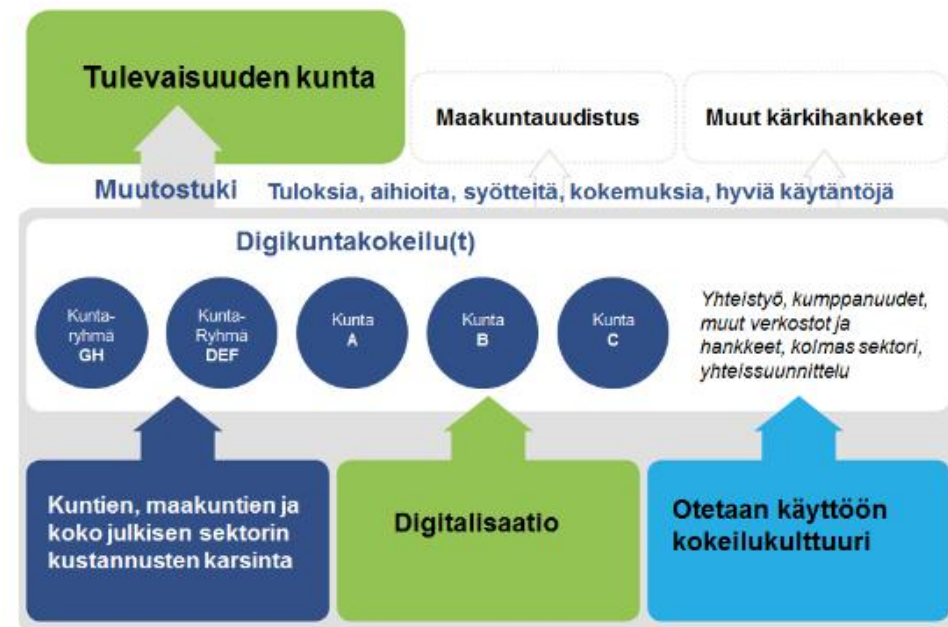 Tulevaisuuden kunta
Maakuntauudistus
Muut kärkihankkeet
Muutostuki
Tuloksia, aihioita, syötteitä, kokemuksia, hyviä käytäntöjä
Digikuntakokeilu(t)
Kunta-
ryhmä
GH
Kunta-
Ryhmä
DEF
Kunta
A
Kunta
B
Kunta
C
Yhteistyö, kumppanuudet,
muut verkostot ja
hankkeet, kolmas sektori,
yhteissuunnittelu
Kuntien, maakuntien ja
koko julkisen sektorin
kustannusten karsinta
Digitalisaatio
Otetaan käyttöön
kokeilukulttuuri